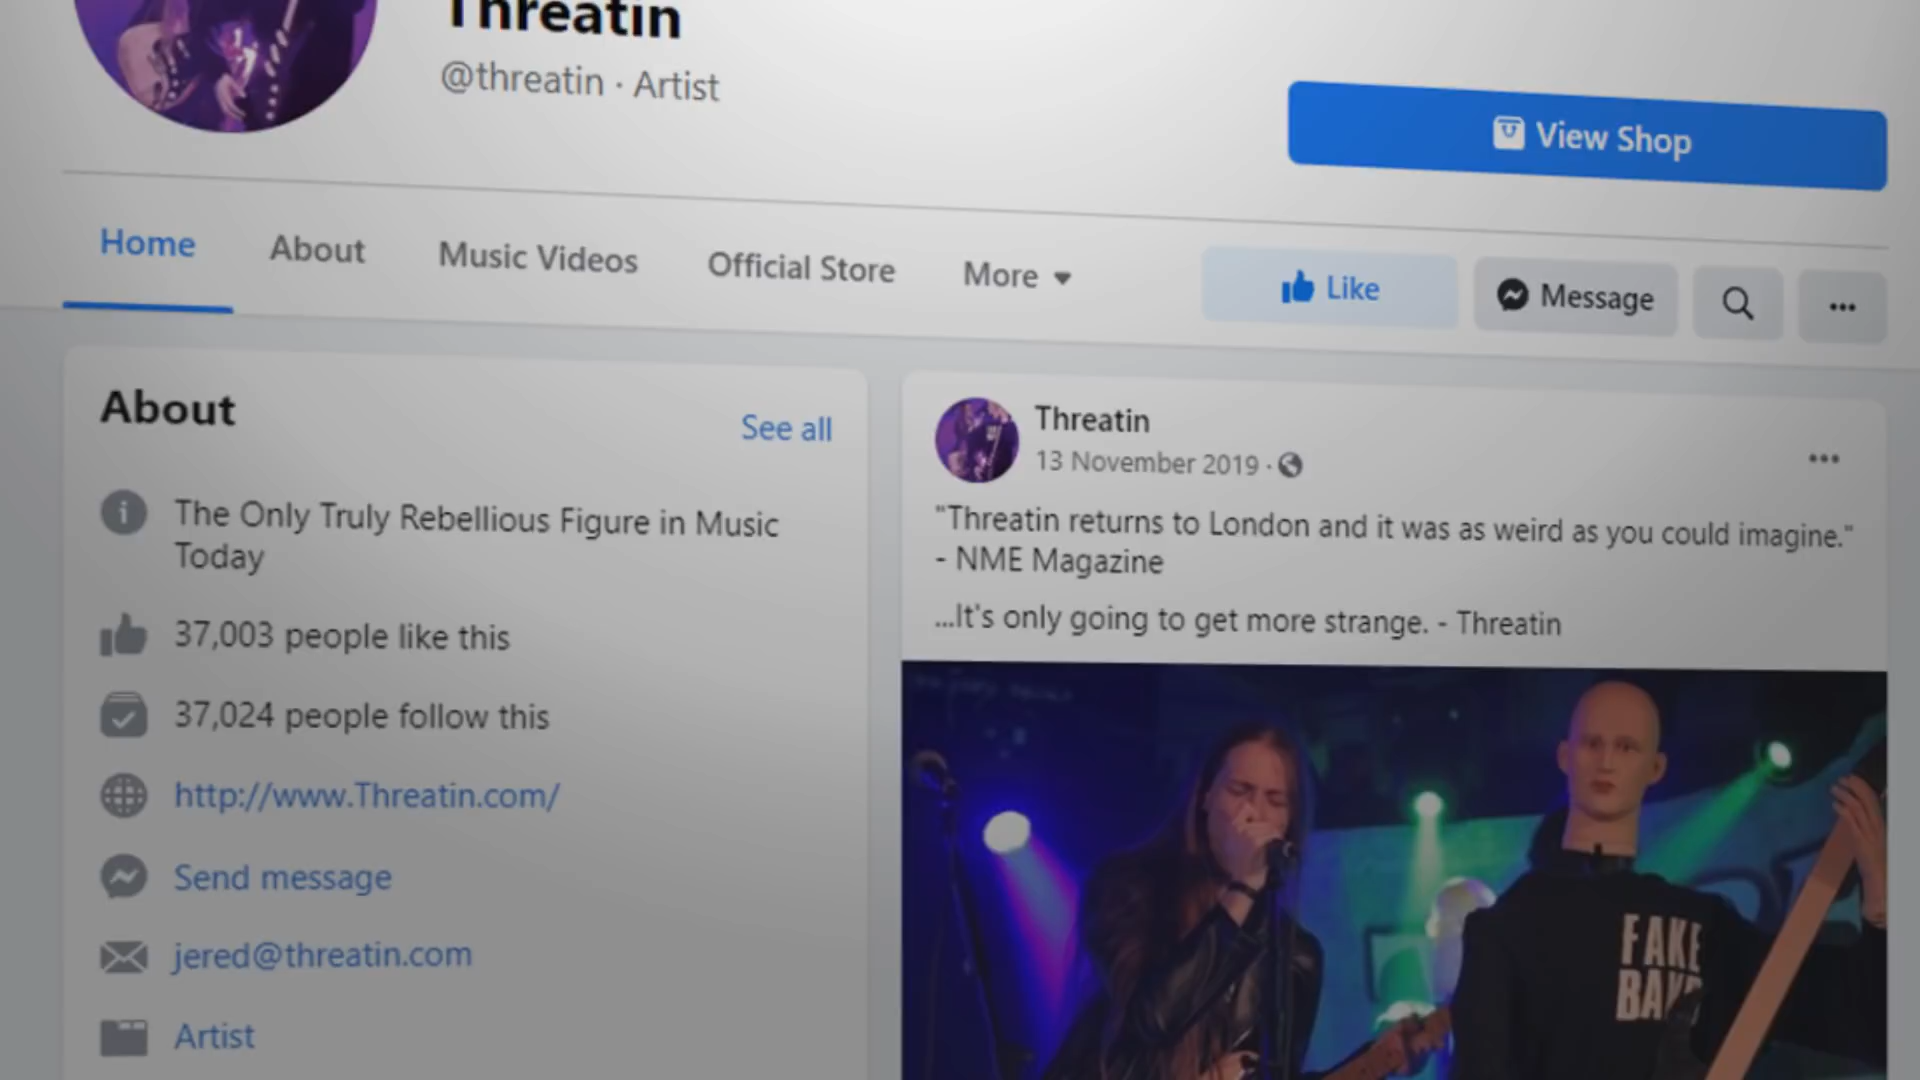 Threatin
@threatin · Artist
View Shop
Home
About
Music Videos
Official Store
More
Like
Message
About
See all
The Only Truly Rebellious Figure in Music
Today
37,003 people like this
37,024 people follow this
http://www.Threatin.com/
Send message
jered@threatin.com
Artist
Threatin
13 November 2019 ·
"Threatin returns to London and it was as weird as you could imagine."
- NME Magazine
...It's only going to get more strange. - Threatin
FAKE
BAND